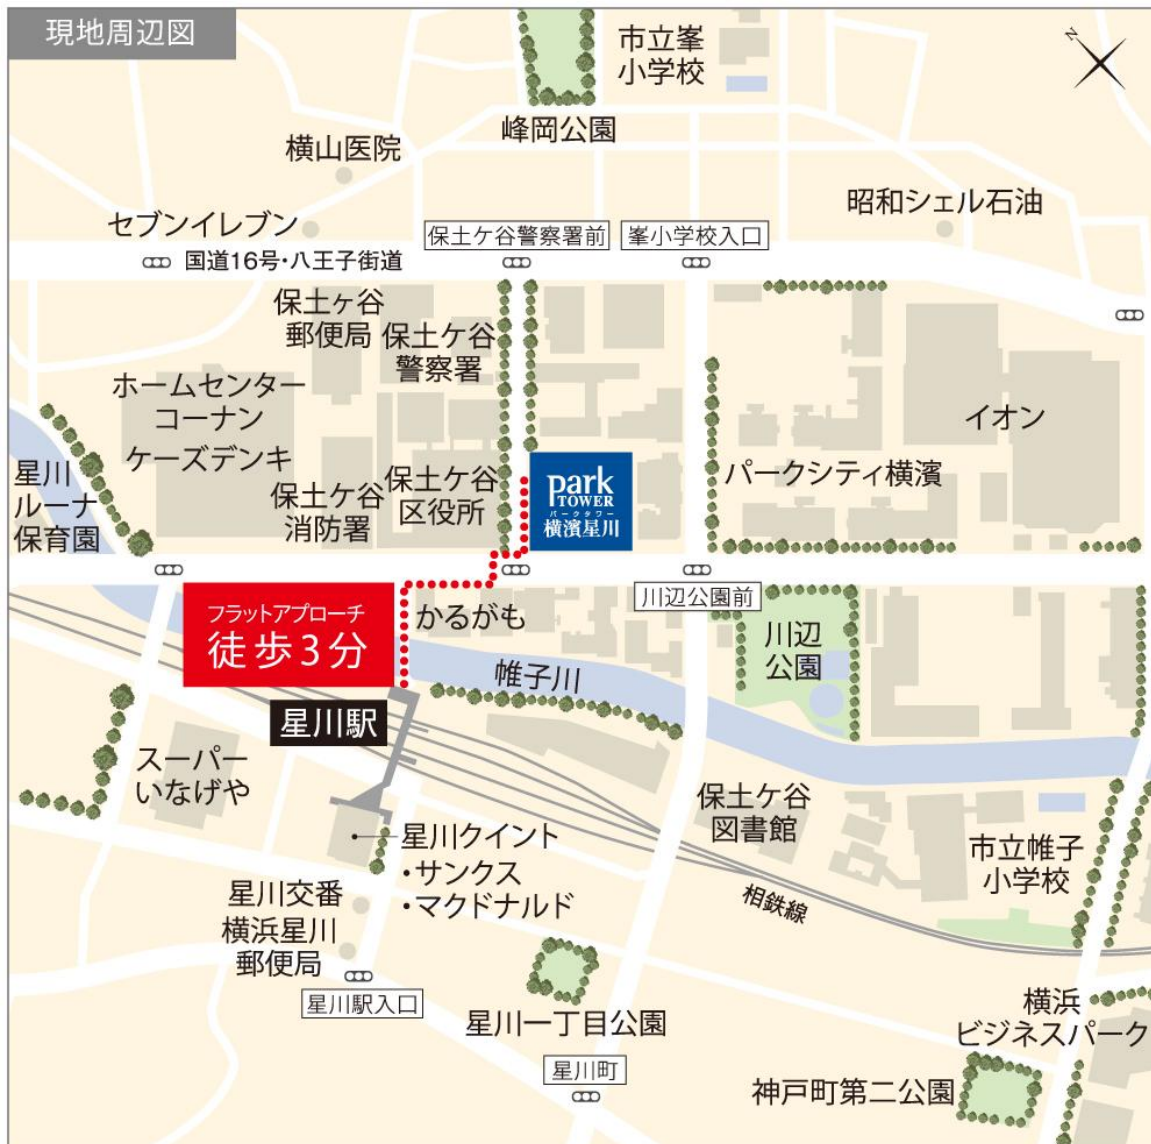 現地周辺図
N
市立峯
小学校
峰岡公園
横山医院
昭和シェル石油
セブンイレブン
保土ケ谷警察署前
峯小学校入口
国道16号・八王子街道
保土ヶ谷
郵便局
保土ケ谷
警察署
ホームセンター
コーナン
ケーズデンキ
イオン
パークシティ横濱
星川
ルーナ
保育園
保土ケ谷
消防署
保土ケ谷
区役所
park
TOWER
パークタワー
横濱星川
フラットアプローチ
徒歩3分
かるがも
川辺公園前
川辺
公園
帷子川
星川駅
スーパー
いなげや
保土ケ谷
図書館
星川クイント
・サンクス
・マクドナルド
市立帷子
小学校
相鉄線
星川交番
横浜星川
郵便局
星川駅入口
星川一丁目公園
横浜
ビジネスパーク
星川町
神戸町第二公園